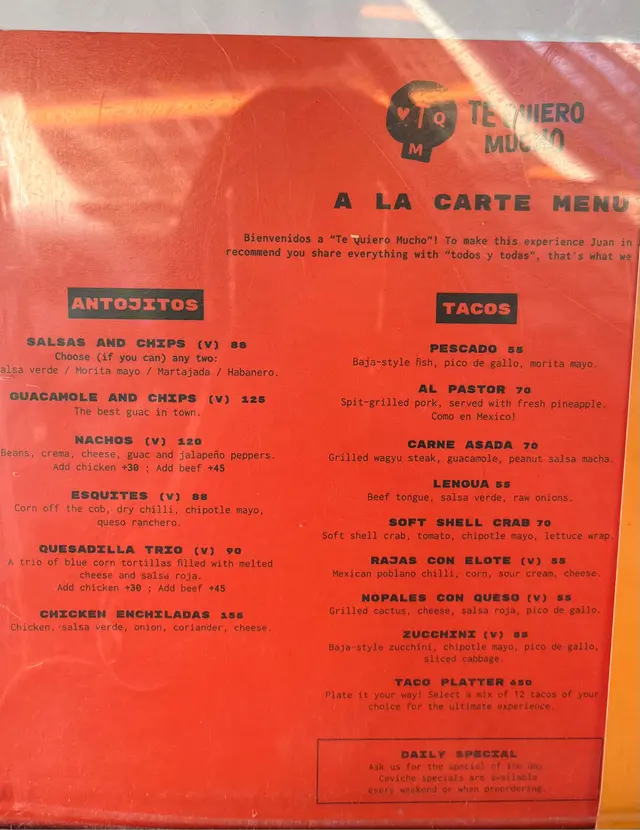 ♥ Q
M
TE QUIERO
MUCHO
A LA CARTE MENU
Bienvenidos a "Te Quiero Mucho"! To make this experience Juan in
recommend you share everything with "todos y todas", that's what we
ANTOJITOS
SALSAS AND CHIPS (V) 88
Choose (if you can) any two:
alsa verde / Morita mayo / Martajada / Habanero.
GUACAMOLE AND CHIPS (V) 125
The best guac in town.
NACHOS (V) 120
Beans, crema, cheese, guac and jalapeño peppers.
Add chicken +30 ; Add beef +45
ESQUITES (V) 88
Corn off the cob, dry chilli, chipotle mayo,
queso ranchero.
QUESADILLA TRIO (V) 90
A trio of blue corn tortillas filled with melted
cheese and salsa roja.
Add chicken +30 ; Add beef +45
CHICKEN ENCHILADAS 155
Chicken, salsa verde, onion, coriander, cheese.
TACOS
PESCADO 55
Baja-style fish, pico de gallo, morita mayo.
AL PASTOR 70
Spit-grilled pork, served with fresh pineapple.
Como en Mexico!
CARNE ASADA 70
Grilled wagyu steak, guacamole, peanut salsa macha.
LENGUA 55
Beef tongue, salsa verde, raw onions.
SOFT SHELL CRAB 70
Soft shell crab, tomato, chipotle mayo, lettuce wrap.
RAJAS CON ELOTE (V) 55
Mexican poblano chilli, corn, sour cream, cheese.
NOPALES CON QUESO (V) 55
Grilled cactus, cheese, salsa roja, pico de gallo.
ZUCCHINI (V) 55
Baja-style zucchini, chipotle mayo, pico de gallo,
sliced cabbage.
TACO PLATTER 650
Plate it your way! Select a mix of 12 tacos of your
choice for the ultimate experience.
DAILY SPECIAL
Ask us for the special of the day
Ceviche specials are available
every weekend or when preordering.